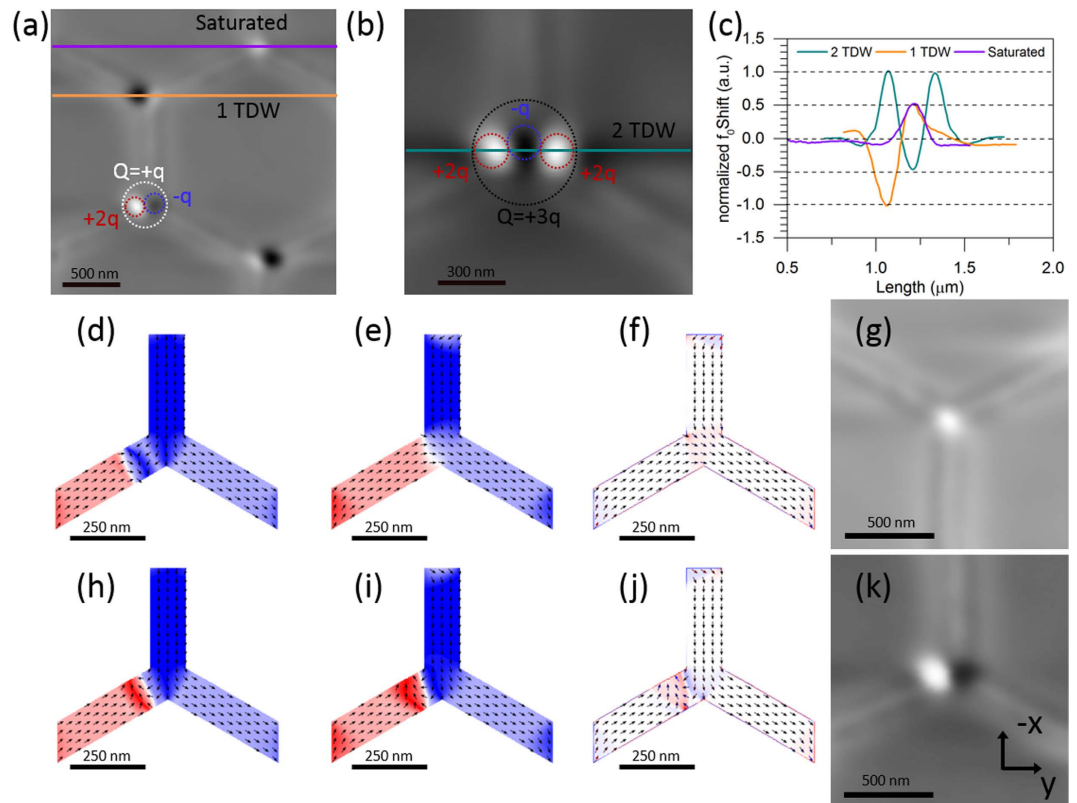 (a)
Saturated
1 TDW
Q=+q
-q
+2q
500 nm
(b)
-q
2 TDW
+2q
+2q
Q=+3q
300 nm
(c)
1.5
1.0
0.5
0.0
-0.5
-1.0
-1.5
normalized f₀Shift (a.u.)
2 TDW
1 TDW
Saturated
0.5
1.0
1.5
2.0
Length (μm)
(d)
250 nm
(e)
250 nm
(f)
250 nm
(g)
500 nm
(h)
250 nm
(i)
250 nm
(j)
250 nm
(k)
-x
y
500 nm